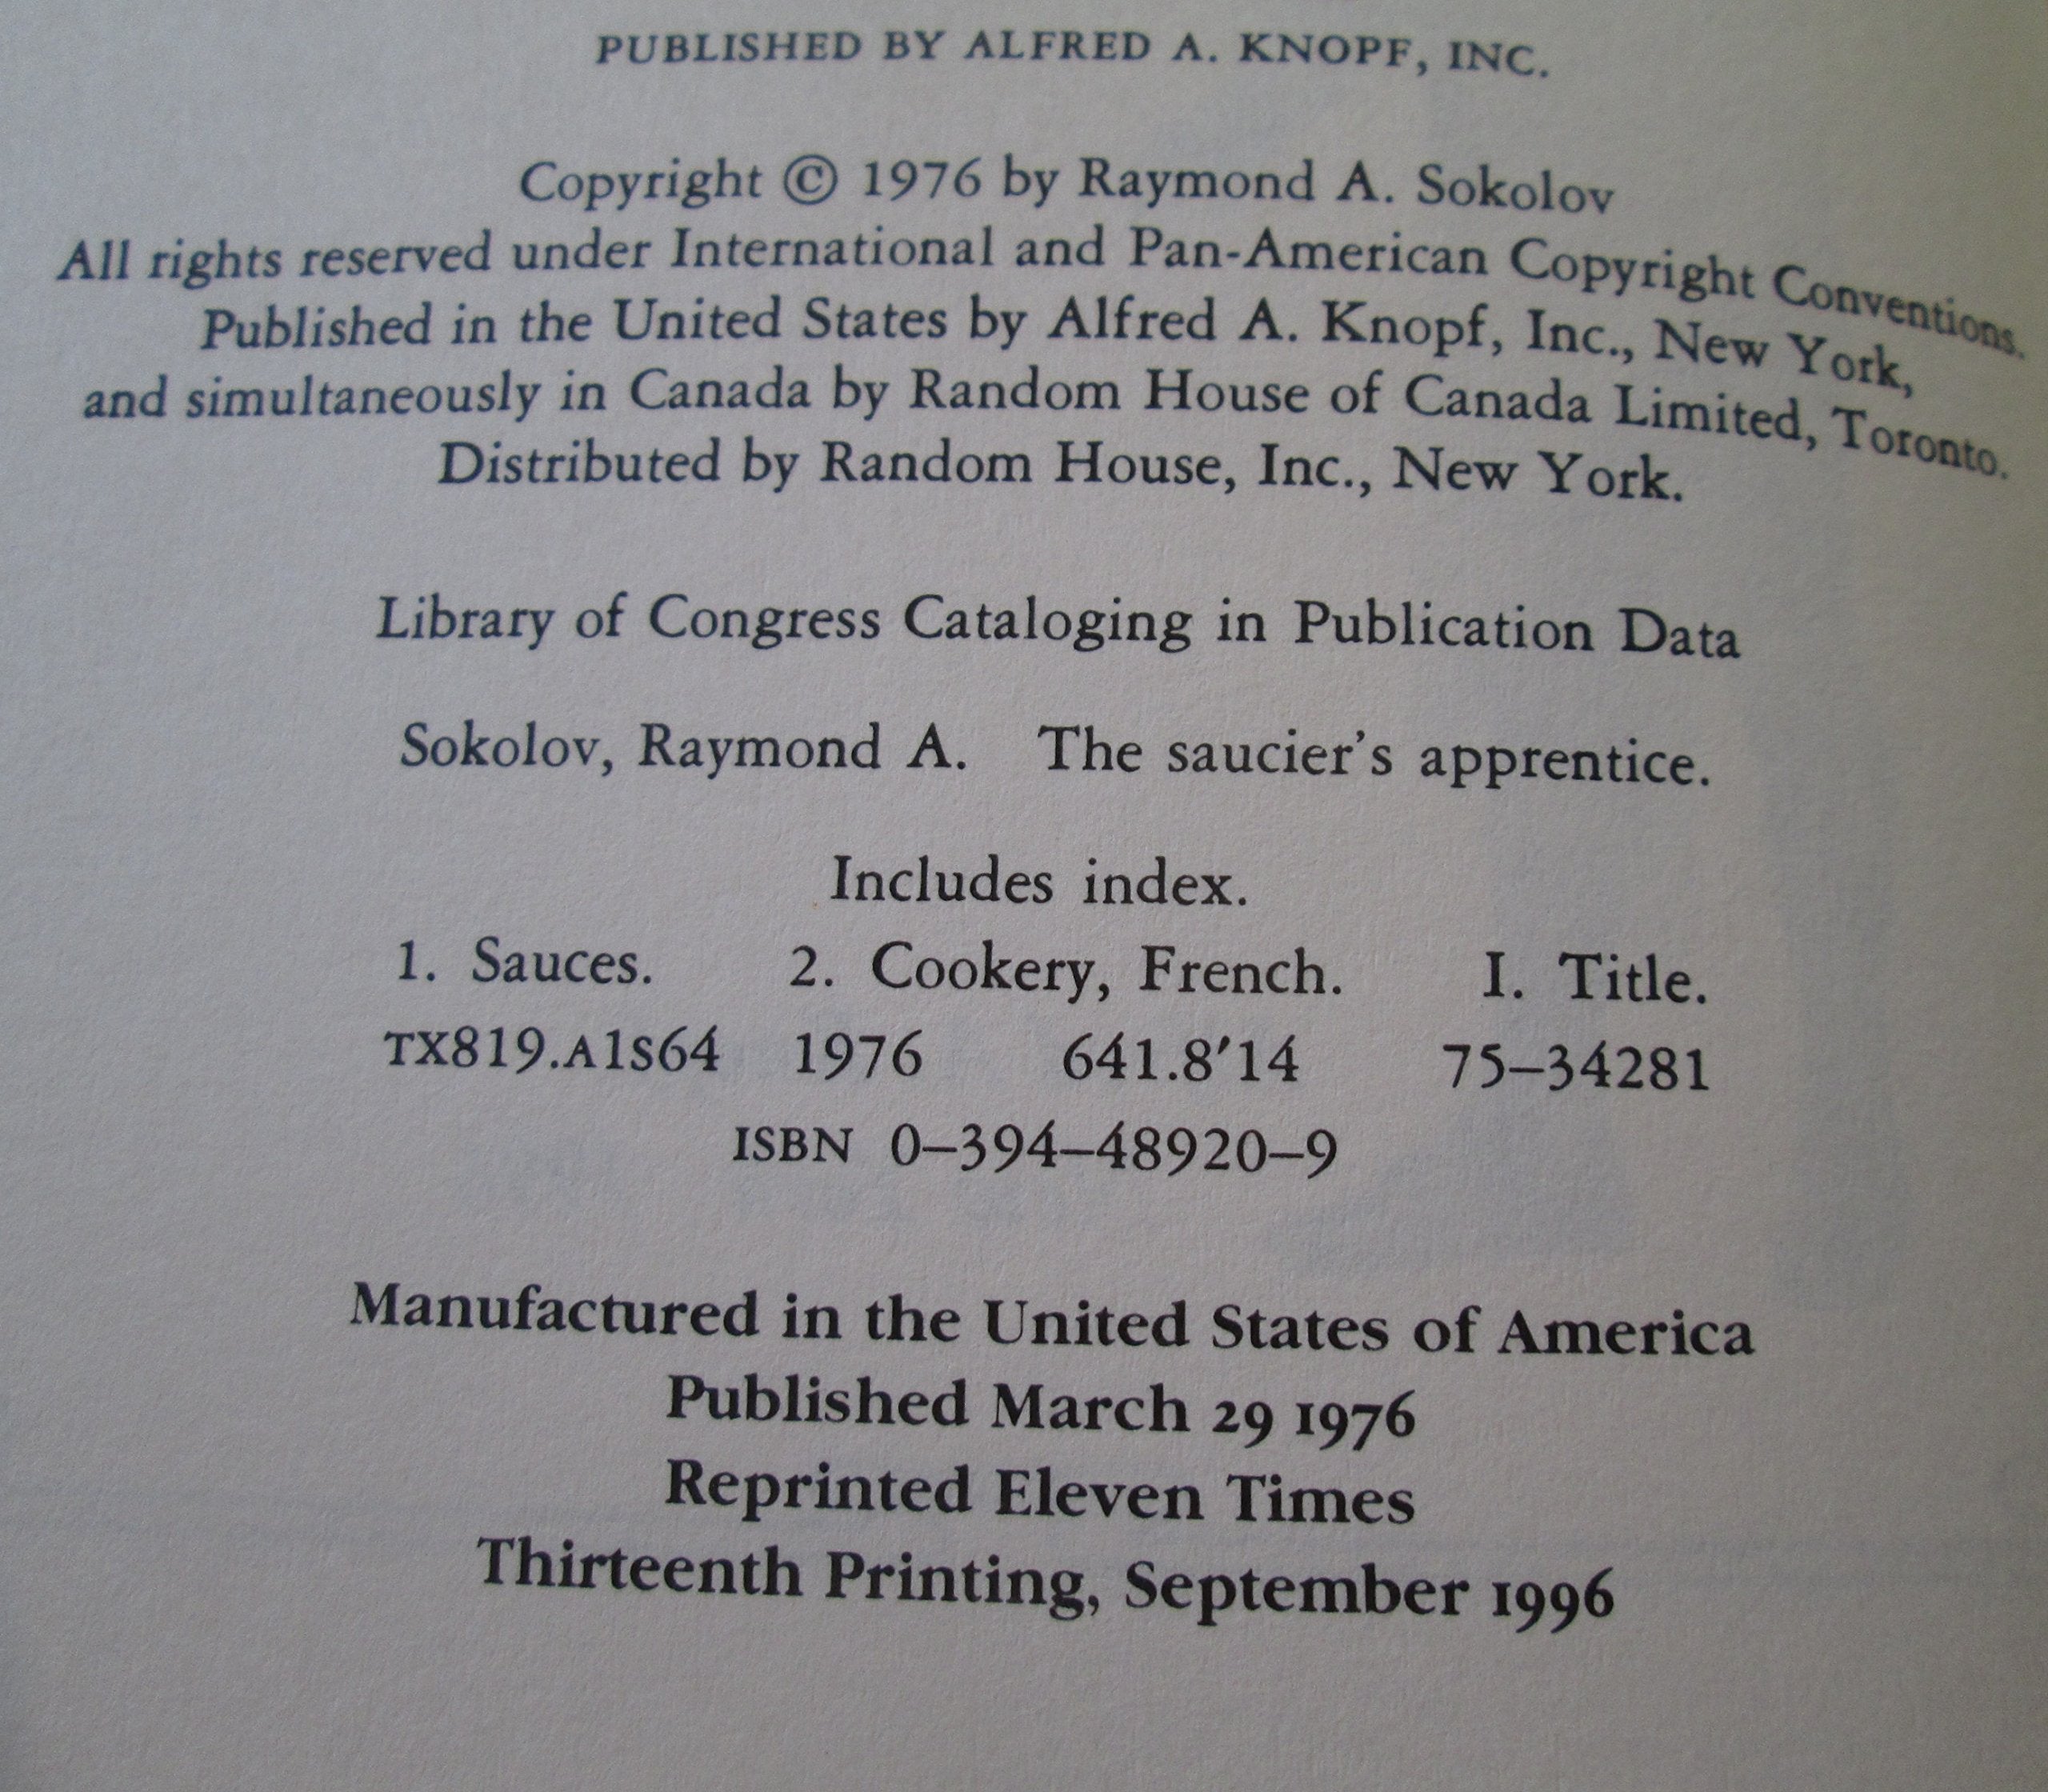 PUBLISHED BY ALFRED A. KNOPF, INC.
Copyright © 1976 by Raymond A. Sokolov
All rights reserved under International and Pan-American Copyright Conventions.
Published in the United States by Alfred A. Knopf, Inc., New York,
and simultaneously in Canada by Random House of Canada Limited, Toronto.
Distributed by Random House, Inc., New York.
Library of Congress Cataloging in Publication Data
Sokolov, Raymond A. The saucier's apprentice.
Includes index.
1. Sauces. 2. Cookery, French. I. Title.
TX819.A1S64 1976 641.8′14 75–34281
ISBN 0–394–48920–9
Manufactured in the United States of America
Published March 29 1976
Reprinted Eleven Times
Thirteenth Printing, September 1996